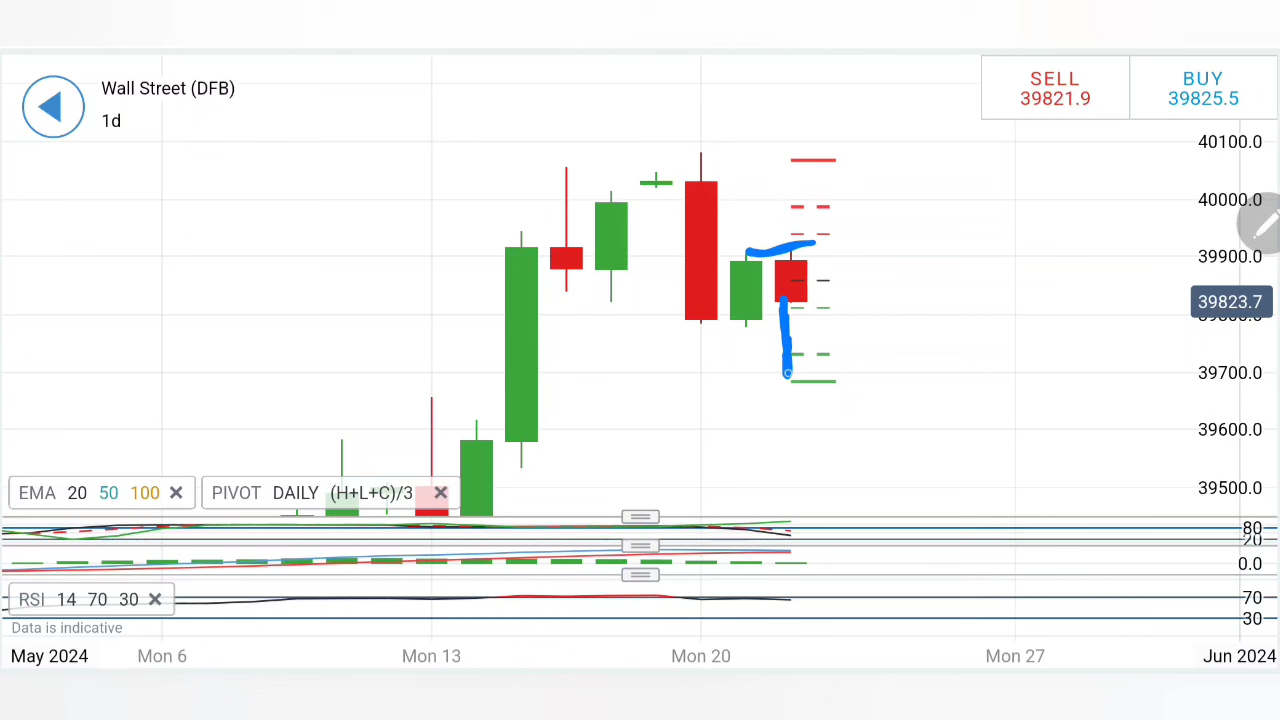 Wall Street (DFB)
1d
SELL
39821.9
BUY
39825.5
40100.0
40000.0
39900.0
39823.7
39700.0
39600.0
39500.0
EMA 20 50 100
PIVOT DAILY (H+L+C)/3
80
20
0.0
RSI 14 70 30
70
30
Data is indicative
May 2024 Mon 6 Mon 13 Mon 20 Mon 27 Jun 2024